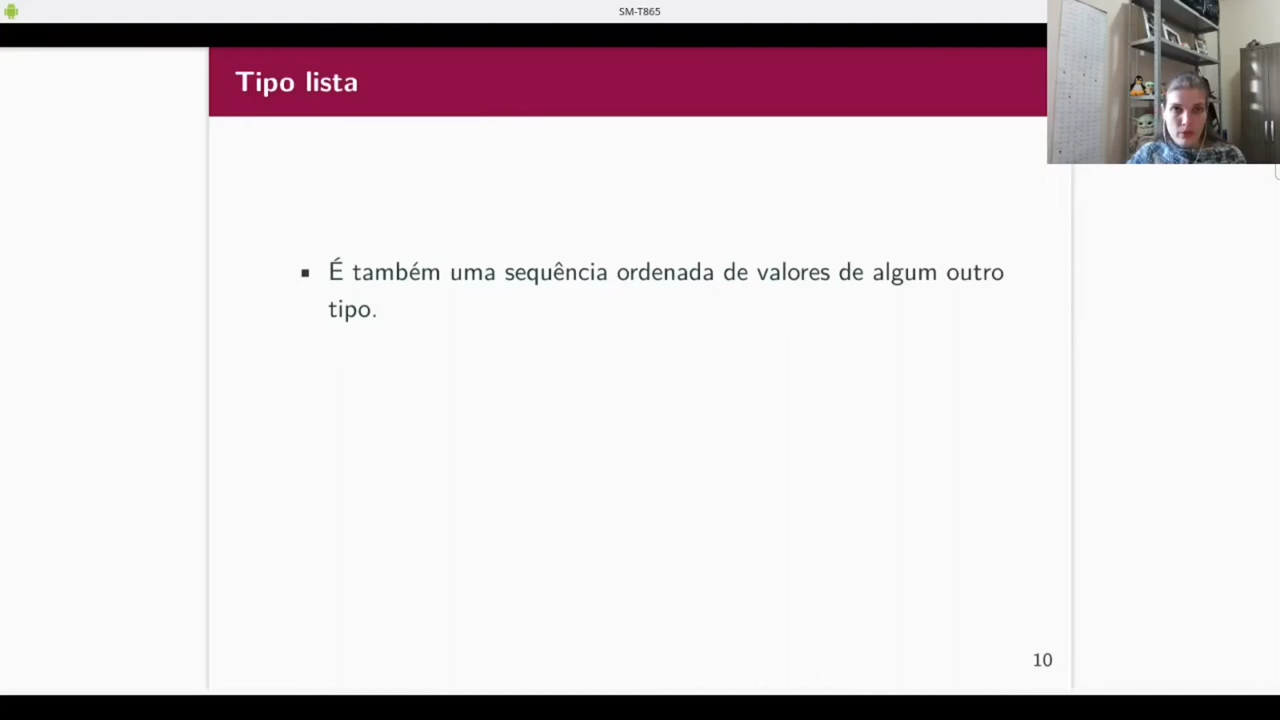 SM-T865
Tipo lista
▪ É também uma sequência ordenada de valores de algum outro
tipo.
10